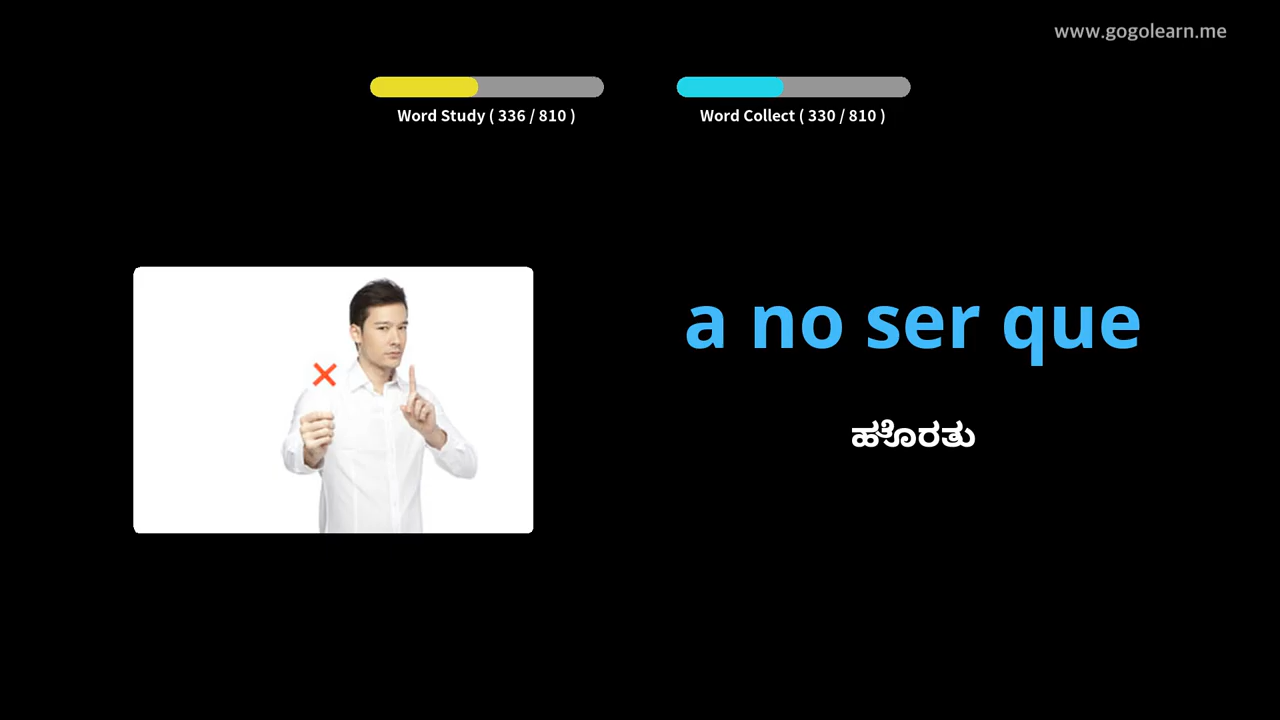 www.gogolearn.me
Word Study ( 336 / 810 )
Word Collect ( 330 / 810 )
a no ser que
ಹೊರತು